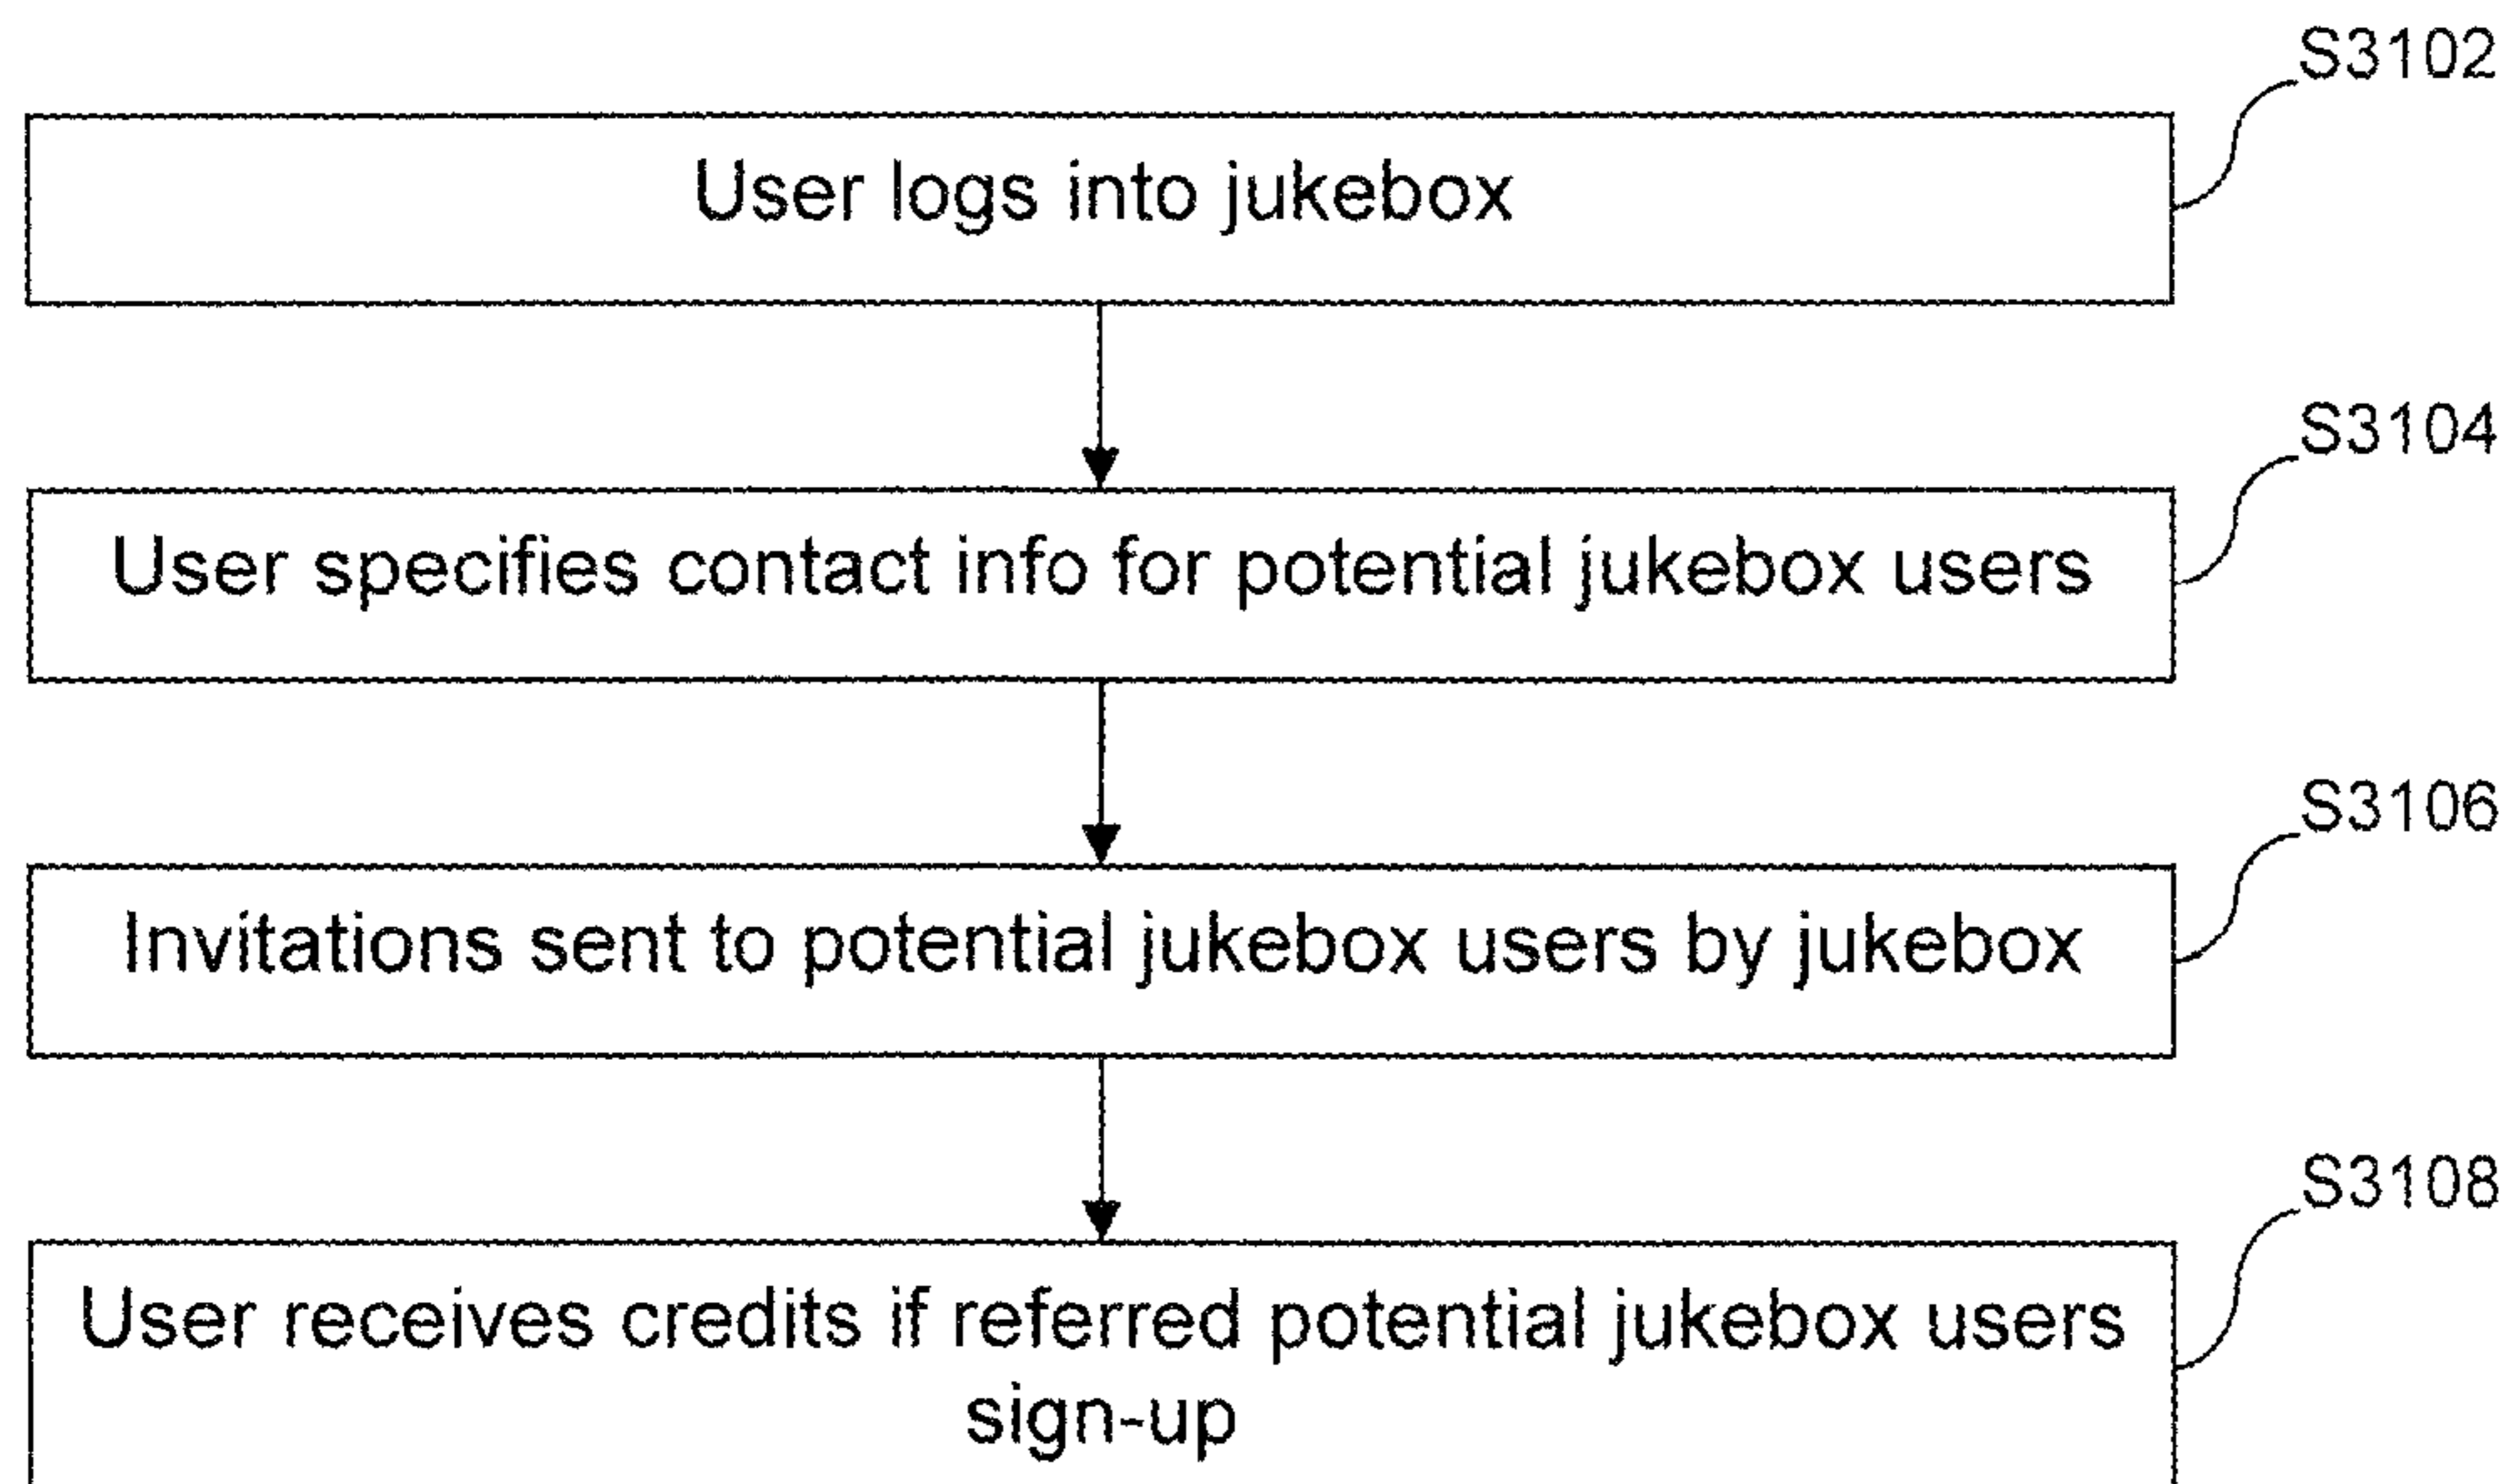 S3102
User logs into jukebox
S3104
User specifies contact info for potential jukebox users
S3106
Invitations sent to potential jukebox users by jukebox
S3108
User receives credits if referred potential jukebox users
sign-up